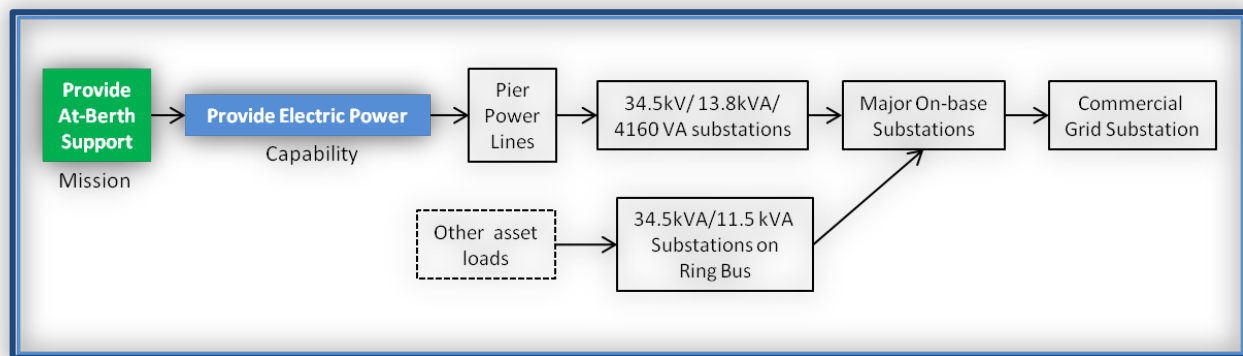 Provide
At-Berth
Support
Mission
Provide Electric Power
Capability
Pier
Power
Lines
34.5kV/ 13.8kVA/
4160 VA substations
Major On-base
Substations
Commercial
Grid Substation
Other asset
loads
34.5kVA/11.5 kVA
Substations on
Ring Bus